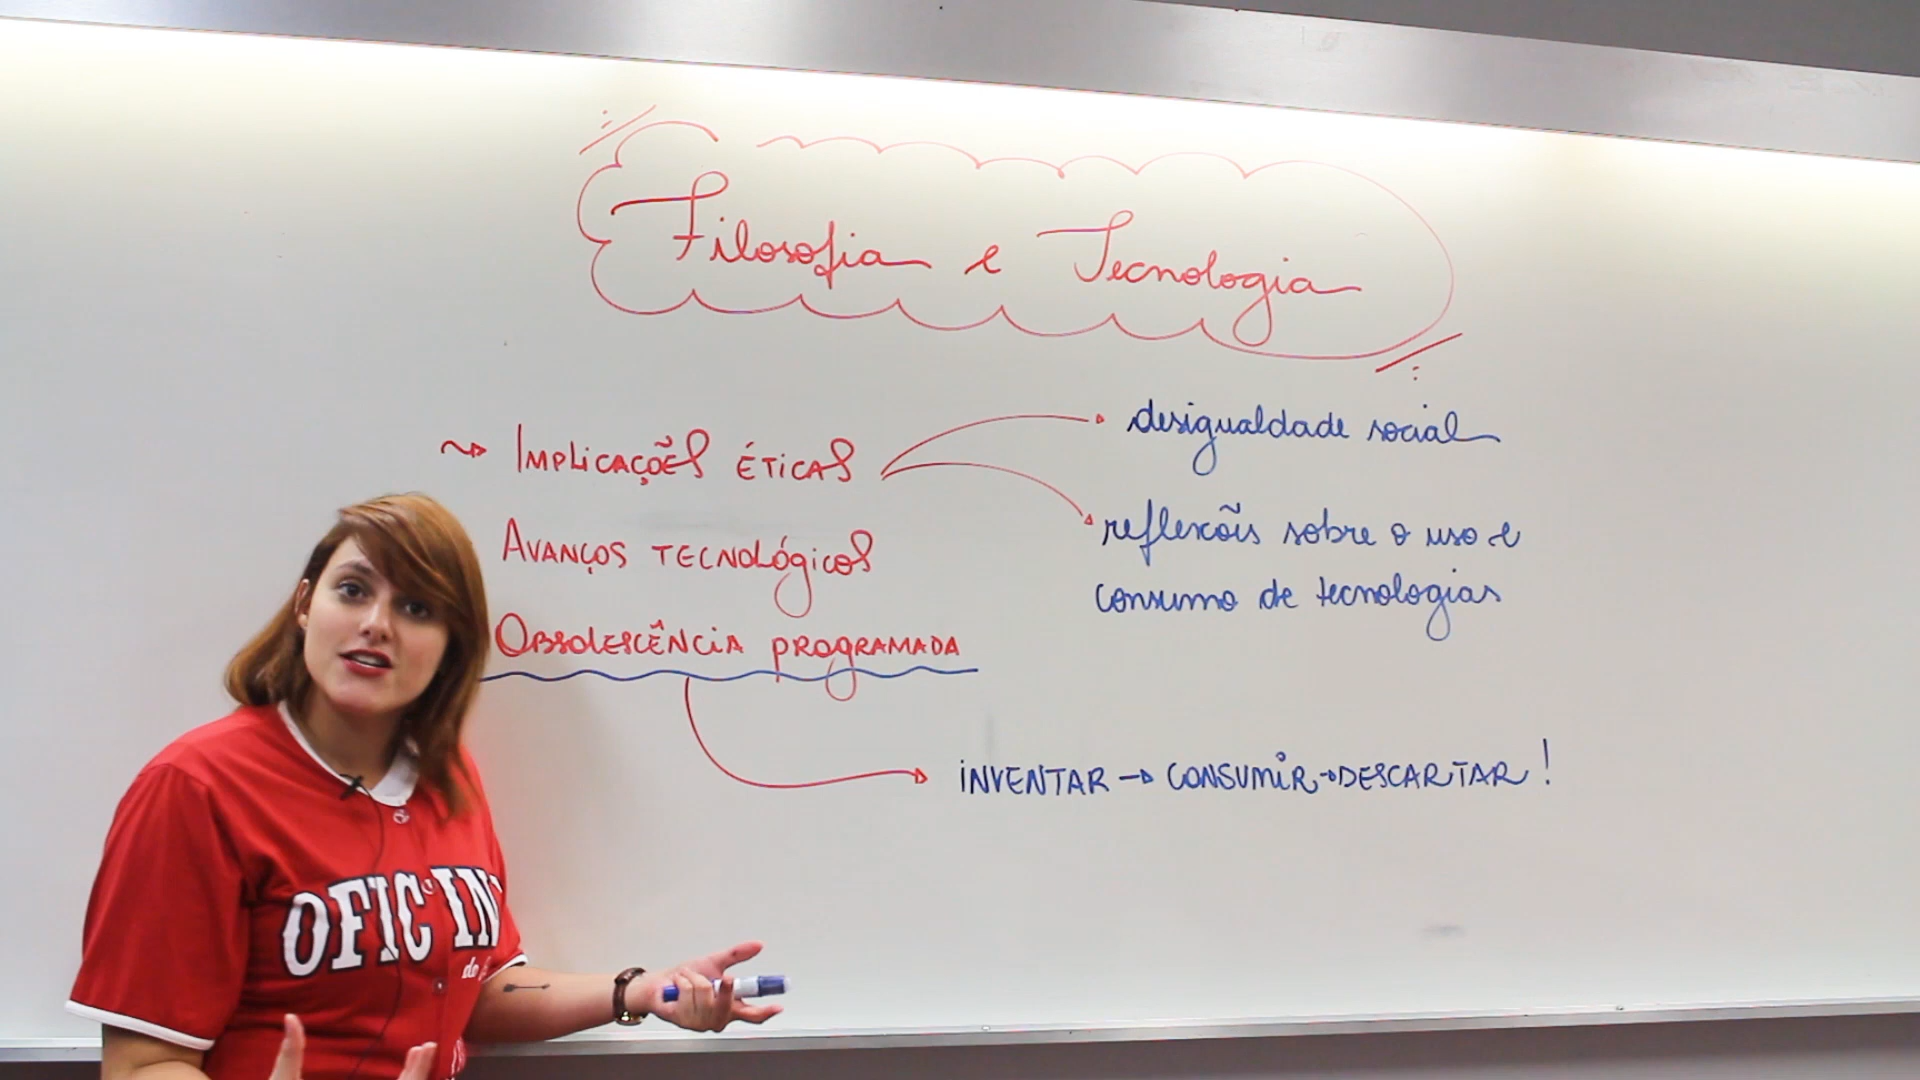 Filosofia e Tecnologia
Implicações éticas
desigualdade social
Avanços tecnológicos
reflexões sobre o uso e
consumo de tecnologias
Obsolescência programada
INVENTAR → CONSUMIR → DESCARTAR!
OFICIN
do